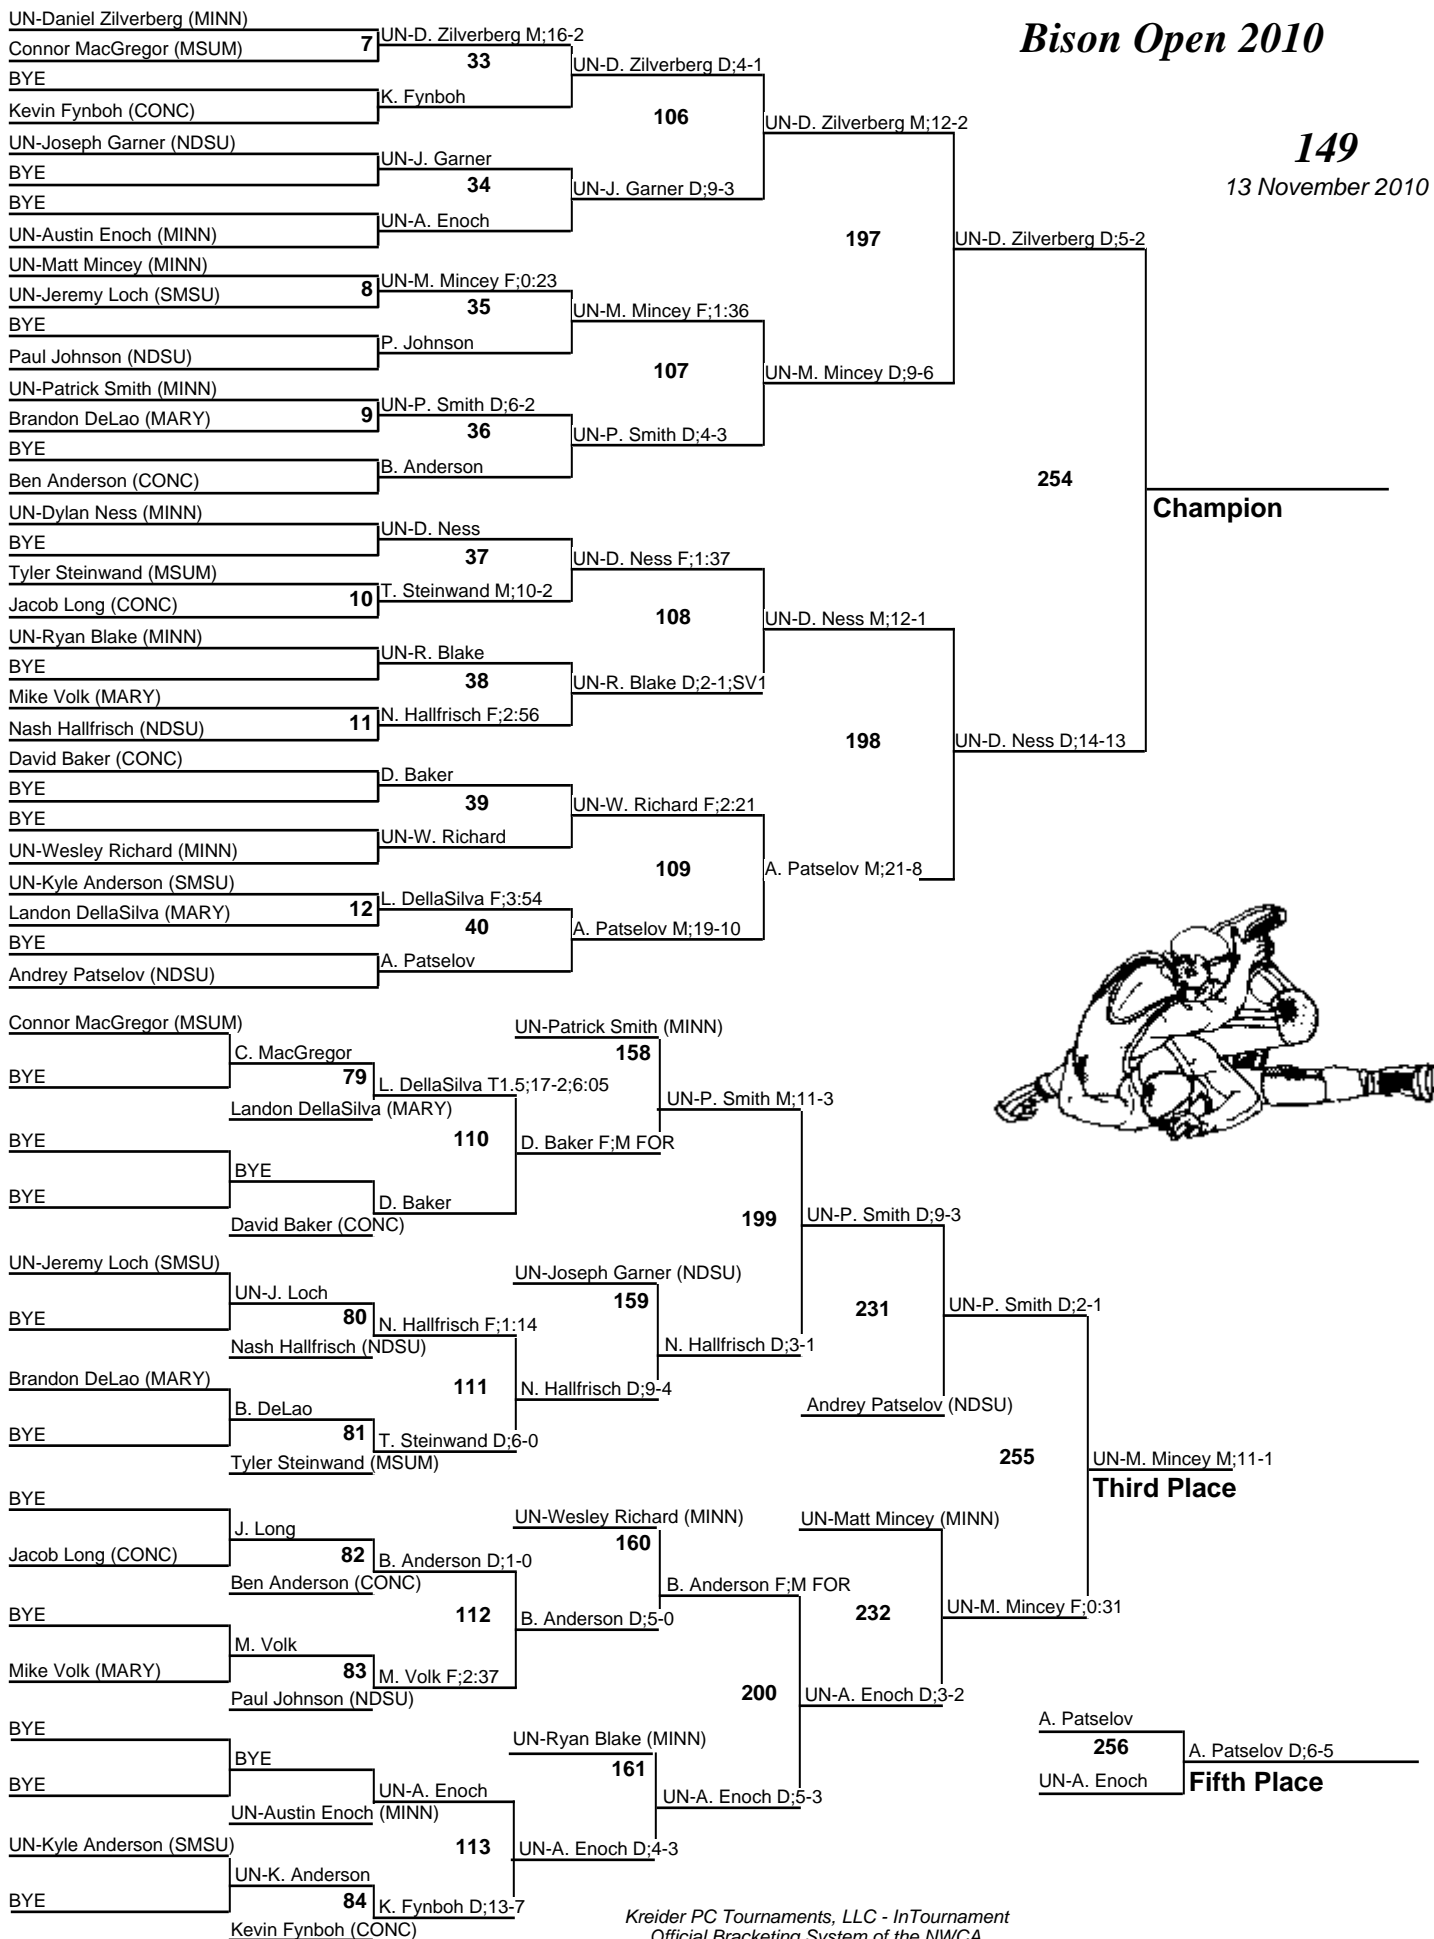 Bison Open 2010
149
13 November 2010
UN-Daniel Zilverberg (MINN)
Connor MacGregor (MSUM)
7
BYE
Kevin Fynboh (CONC)
UN-Joseph Garner (NDSU)
BYE
BYE
UN-Austin Enoch (MINN)
UN-Matt Mincey (MINN)
UN-Jeremy Loch (SMSU)
8
BYE
Paul Johnson (NDSU)
UN-Patrick Smith (MINN)
Brandon DeLao (MARY)
9
BYE
Ben Anderson (CONC)
UN-Dylan Ness (MINN)
BYE
Tyler Steinwand (MSUM)
Jacob Long (CONC)
10
UN-Ryan Blake (MINN)
BYE
Mike Volk (MARY)
Nash Hallfrisch (NDSU)
11
David Baker (CONC)
BYE
BYE
UN-Wesley Richard (MINN)
UN-Kyle Anderson (SMSU)
Landon DellaSilva (MARY)
12
BYE
Andrey Patselov (NDSU)
UN-D. Zilverberg M;16-2
33
K. Fynboh
UN-J. Garner
34
UN-A. Enoch
UN-M. Mincey F;0:23
35
P. Johnson
UN-P. Smith D;6-2
36
B. Anderson
UN-D. Ness
37
T. Steinwand M;10-2
UN-R. Blake
38
N. Hallfrisch F;2:56
D. Baker
39
UN-W. Richard
L. DellaSilva F;3:54
40
A. Patselov
UN-D. Zilverberg D;4-1
106
UN-J. Garner D;9-3
UN-M. Mincey F;1:36
107
UN-P. Smith D;4-3
UN-D. Ness F;1:37
108
UN-R. Blake D;2-1;SV1
UN-W. Richard F;2:21
109
A. Patselov M;19-10
UN-D. Zilverberg M;12-2
197
UN-M. Mincey D;9-6
UN-D. Ness M;12-1
198
A. Patselov M;21-8
UN-D. Zilverberg D;5-2
254
UN-D. Ness D;14-13
Champion
Connor MacGregor (MSUM)
BYE
BYE
BYE
UN-Jeremy Loch (SMSU)
BYE
Brandon DeLao (MARY)
BYE
BYE
Jacob Long (CONC)
BYE
Mike Volk (MARY)
BYE
BYE
UN-Kyle Anderson (SMSU)
BYE
C. MacGregor
79
Landon DellaSilva (MARY)
BYE
David Baker (CONC)
UN-J. Loch
80
Nash Hallfrisch (NDSU)
B. DeLao
81
Tyler Steinwand (MSUM)
J. Long
82
Ben Anderson (CONC)
M. Volk
83
Paul Johnson (NDSU)
BYE
UN-Austin Enoch (MINN)
UN-K. Anderson
84
Kevin Fynboh (CONC)
L. DellaSilva T1.5;17-2;6:05
110
D. Baker
N. Hallfrisch F;1:14
111
T. Steinwand D;6-0
B. Anderson D;1-0
112
M. Volk F;2:37
UN-A. Enoch
113
K. Fynboh D;13-7
UN-Patrick Smith (MINN)
158
D. Baker F;M FOR
UN-Joseph Garner (NDSU)
159
N. Hallfrisch D;9-4
UN-Wesley Richard (MINN)
160
B. Anderson D;5-0
UN-Ryan Blake (MINN)
161
UN-A. Enoch D;4-3
UN-P. Smith M;11-3
199
N. Hallfrisch D;3-1
B. Anderson F;M FOR
200
UN-A. Enoch D;5-3
UN-P. Smith D;9-3
231
Andrey Patselov (NDSU)
UN-Matt Mincey (MINN)
232
UN-A. Enoch D;3-2
UN-P. Smith D;2-1
255
UN-M. Mincey F;0:31
UN-M. Mincey M;11-1
Third Place
A. Patselov
256
UN-A. Enoch
A. Patselov D;6-5
Fifth Place
Kreider PC Tournaments, LLC - InTournament
Official Bracketing System of the NWCA